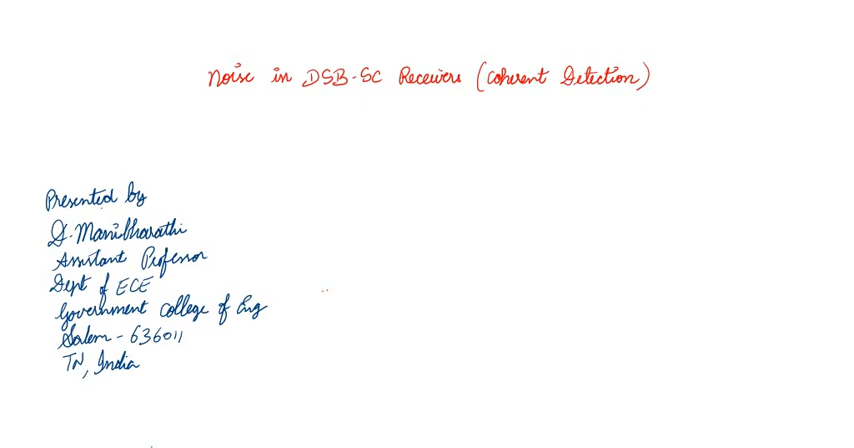 Noise in DSB-SC Receivers (Coherent Detection)
Presented by
D. Manibharathi
Assistant Professor
Dept of ECE
Government College of Eng
Salem - 636011
TN, India